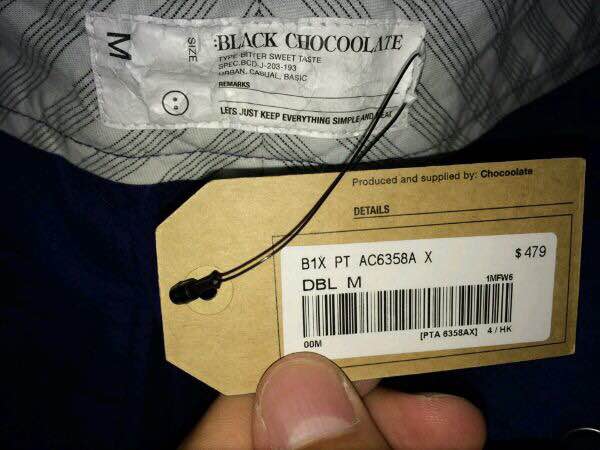 M
SIZE
:BLACK CHOCOOLATE
TYPE BITTER SWEET TASTE
SPEC.BCD-J-203-193
URBAN, CASUAL, BASIC
REMARKS
LETS JUST KEEP EVERYTHING SIMPLE AND
Produced and supplied by: Chocoolate
DETAILS
B1X PT AC6358A X $479
DBL M 1MFW6
00M [PTA 6358AX] 4 / HK